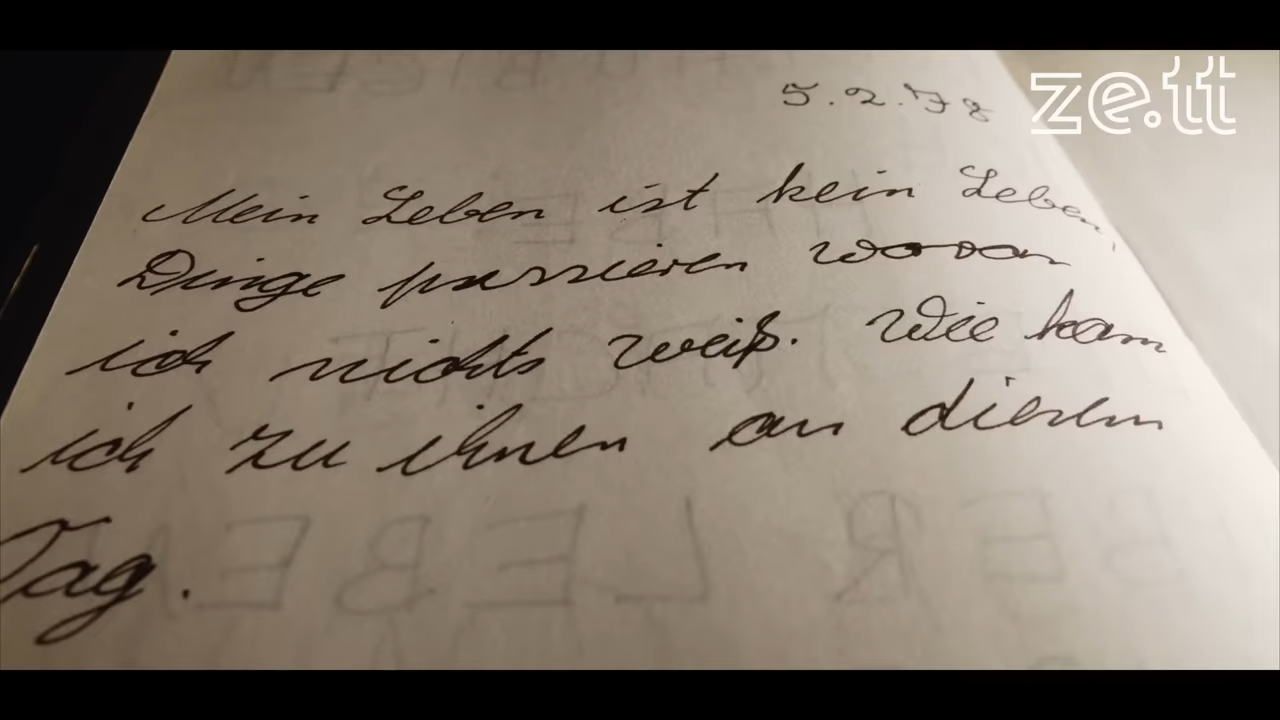 ze.tt
5.2.78
Mein Leben ist kein Leben,
Dinge passieren wovon
ich nichts weiß. Wie kam
ich zu ihnen an diesem
Tag.